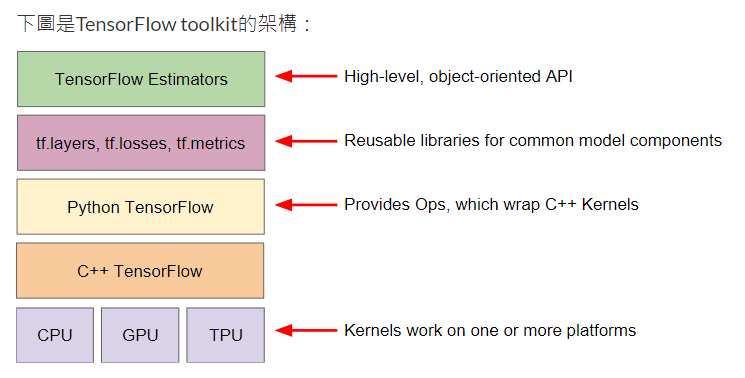 下圖是TensorFlow toolkit的架構：
TensorFlow Estimators
High-level, object-oriented API
tf.layers, tf.losses, tf.metrics
Reusable libraries for common model components
Python TensorFlow
Provides Ops, which wrap C++ Kernels
C++ TensorFlow
CPU
GPU
TPU
Kernels work on one or more platforms